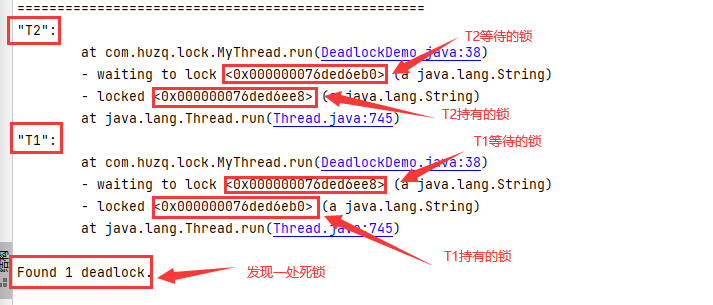 ===================================================
"T2":
at com.huzq.lock.MyThread.run(DeadlockDemo.java:38)
- waiting to lock <0x000000076ded6eb0> (a java.lang.String)
- locked <0x000000076ded6ee8> (a java.lang.String)
at java.lang.Thread.run(Thread.java:745)
"T1":
at com.huzq.lock.MyThread.run(DeadlockDemo.java:38)
- waiting to lock <0x000000076ded6ee8> (a java.lang.String)
- locked <0x000000076ded6eb0> (a java.lang.String)
at java.lang.Thread.run(Thread.java:745)
Found 1 deadlock.
T2等待的锁
T2持有的锁
T1等待的锁
T1持有的锁
发现一处死锁
结构